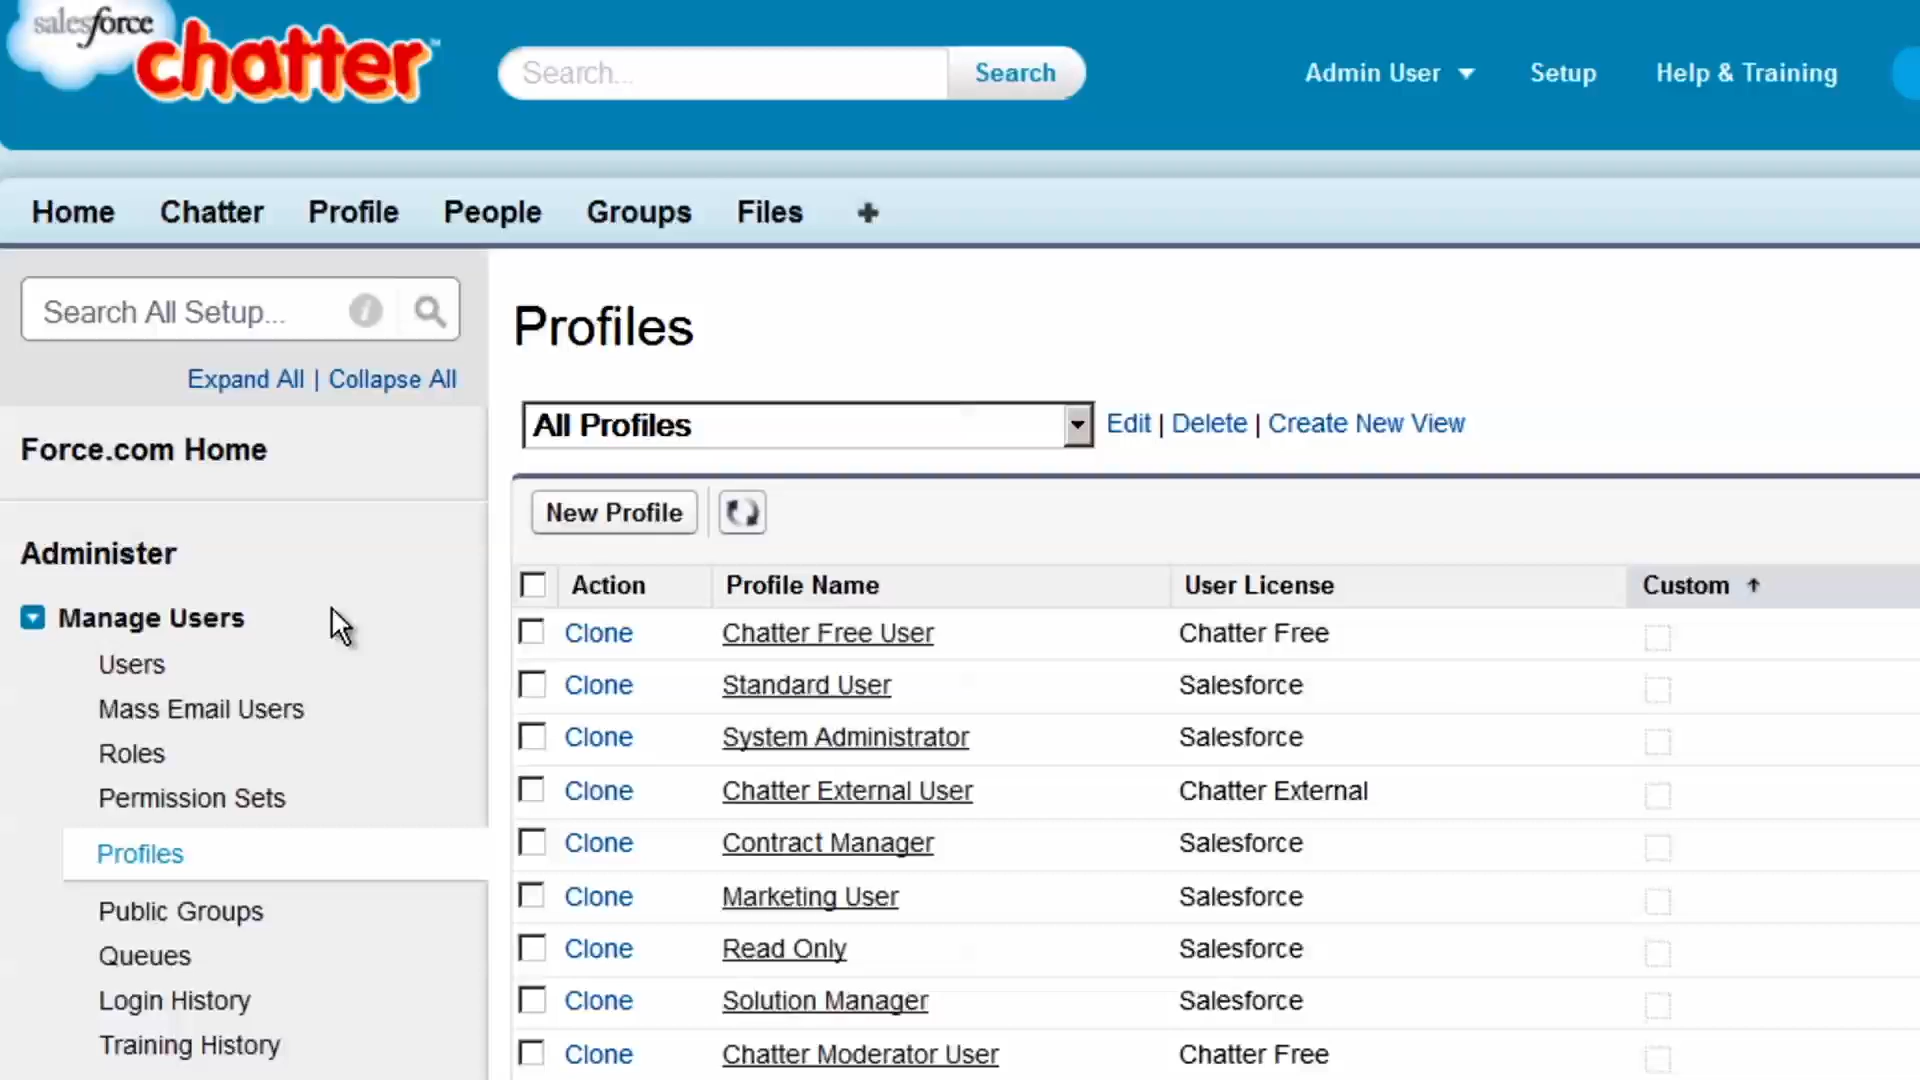 salesforce
chatter™
Search...
Search
Admin User
Setup
Help & Training
Home
Chatter
Profile
People
Groups
Files
Search All Setup...
Expand All | Collapse All
Force.com Home
Administer
Manage Users
Users
Mass Email Users
Roles
Permission Sets
Profiles
Public Groups
Queues
Login History
Training History
Profiles
All Profiles
Edit | Delete | Create New View
New Profile
Action Profile Name User License Custom
Clone Chatter Free User Chatter Free
Clone Standard User Salesforce
Clone System Administrator Salesforce
Clone Chatter External User Chatter External
Clone Contract Manager Salesforce
Clone Marketing User Salesforce
Clone Read Only Salesforce
Clone Solution Manager Salesforce
Clone Chatter Moderator User Chatter Free